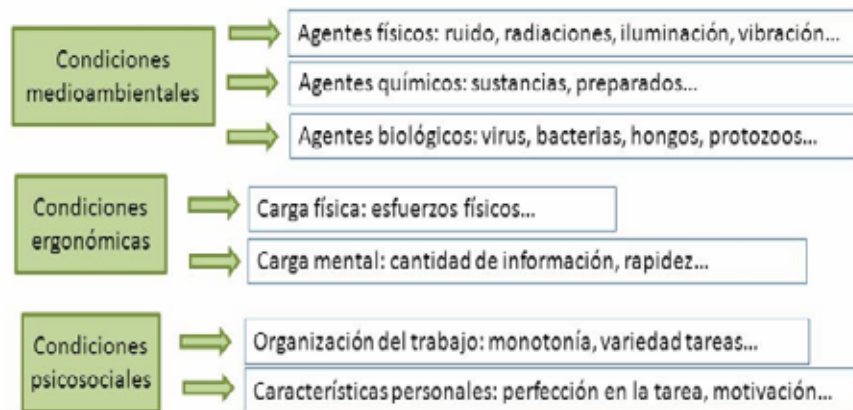 Condiciones
medioambientales
Agentes físicos: ruido, radiaciones, iluminación, vibración...
Agentes químicos: sustancias, preparados...
Agentes biológicos: virus, bacterias, hongos, protozoos...
Condiciones
ergonómicas
Carga física: esfuerzos físicos...
Carga mental: cantidad de información, rapidez...
Condiciones
psicosociales
Organización del trabajo: monotonía, variedad tareas...
Características personales: perfección en la tarea, motivación...